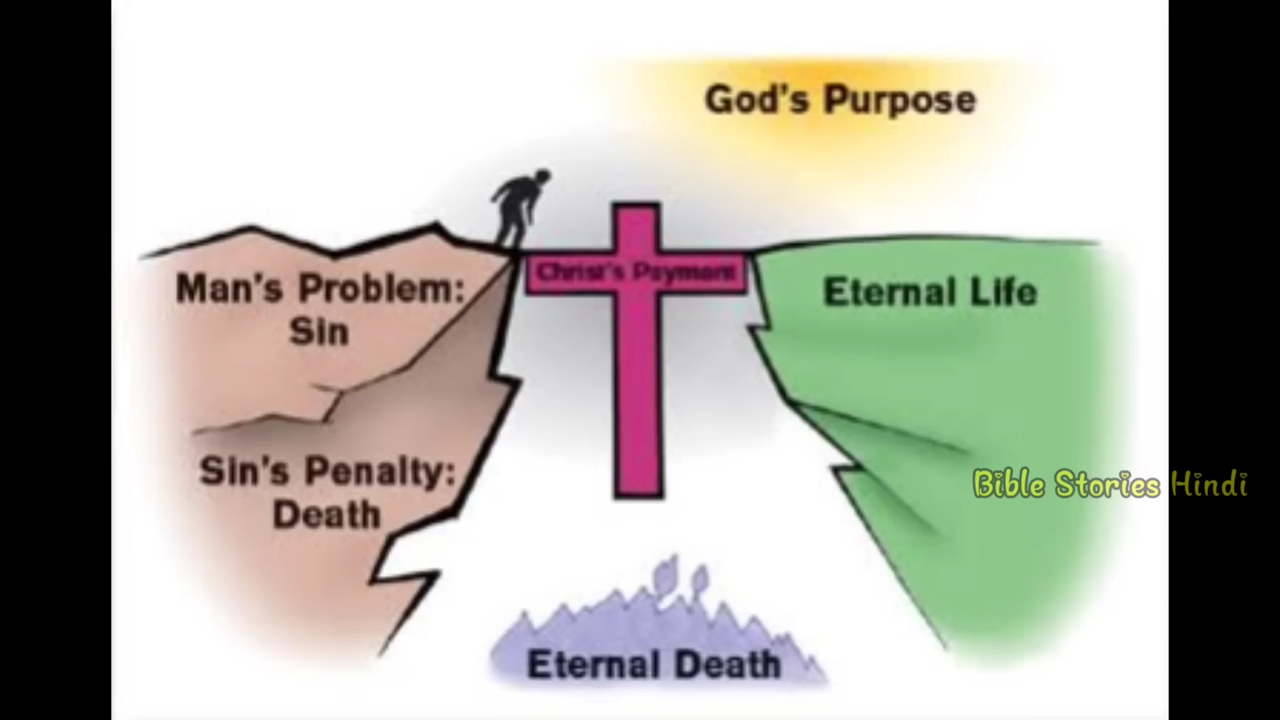 God's Purpose
Man's Problem:
Sin
Christ's Payment
Eternal Life
Sin's Penalty:
Death
Bible Stories Hindi
Eternal Death